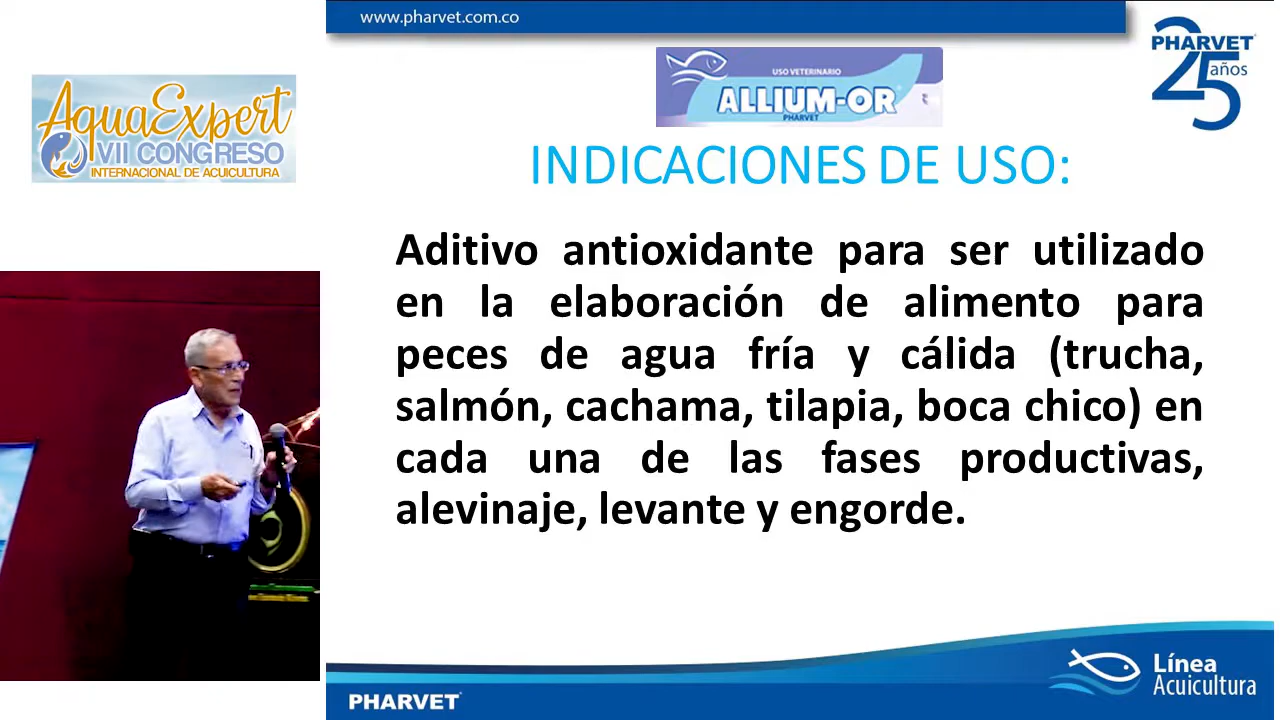 www.pharvet.com.co
PHARVET
25
años
AquaExpert
VII CONGRESO
INTERNACIONAL DE ACUICULTURA
USO VETERINARIO
ALLIUM-OR
PHARVET
INDICACIONES DE USO:
Aditivo antioxidante para ser utilizado
en la elaboración de alimento para
peces de agua fría y cálida (trucha,
salmón, cachama, tilapia, boca chico) en
cada una de las fases productivas,
alevinaje, levante y engorde.
PHARVET
Línea
Acuicultura